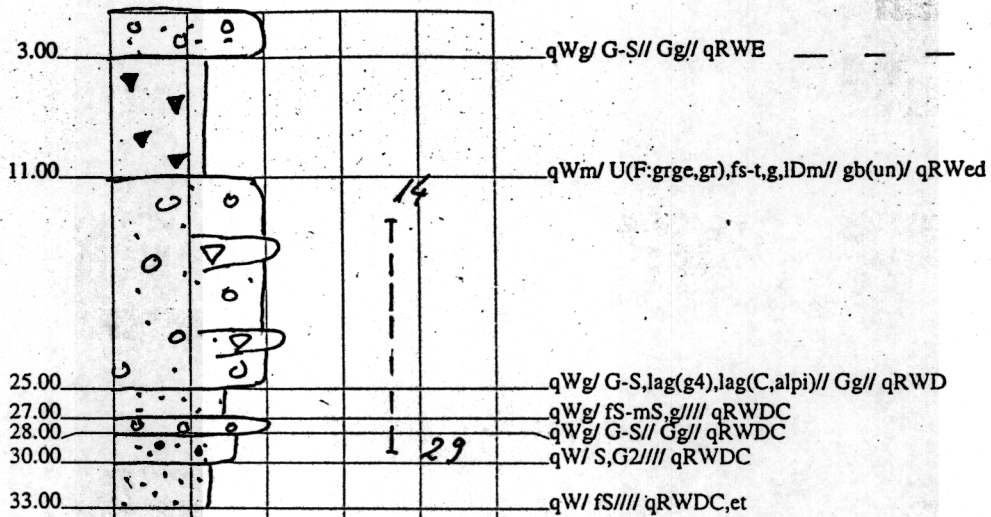 3.00 qWg/ G-S// Gg// qRWE — – –
11.00 qWm/ U(F:grge,gr),fs-t,g,lDm// gb(un)/ qRWed
14
25.00 qWg/ G-S,lag(g4),lag(C,alpi)// Gg// qRWD
27.00 qWg/ fS-mS,g//// qRWDC
28.00 qWg/ G-S// Gg// qRWDC
29
30.00 qW/ S,G2//// qRWDC
33.00 qW/ fS//// qRWDC,et